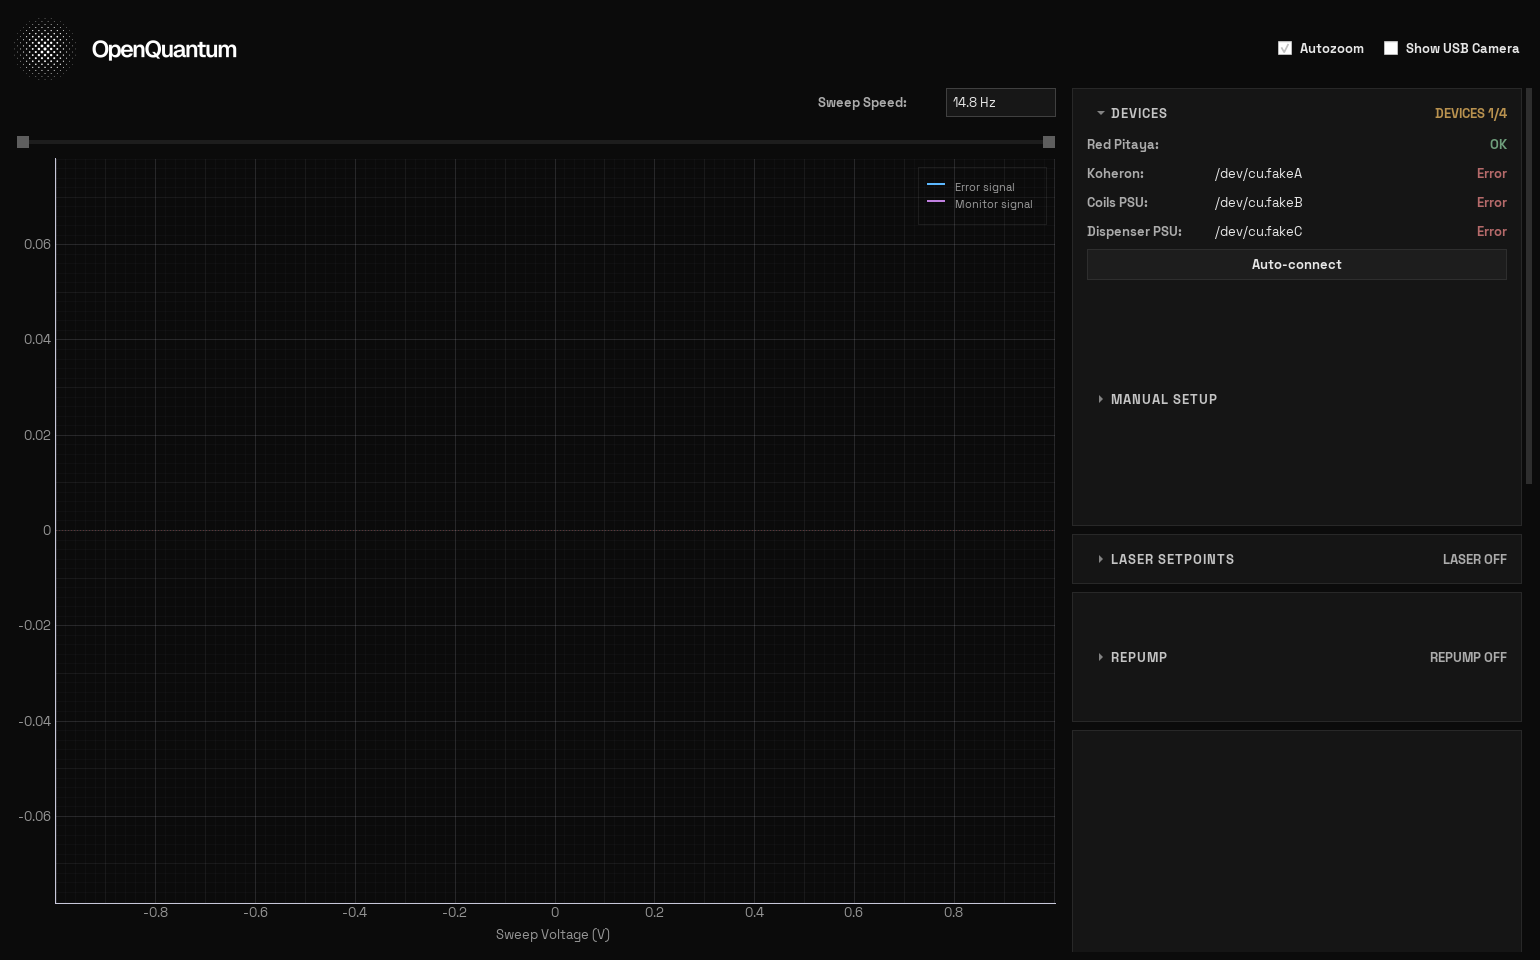 OpenQuantum
Autozoom
Show USB Camera
Sweep Speed:
14.8 Hz
Error signal
Monitor signal
0.06
0.04
0.02
0
-0.02
-0.04
-0.06
-0.8
-0.6
-0.4
-0.2
0
0.2
0.4
0.6
0.8
Sweep Voltage (V)
DEVICES
DEVICES 1/4
Red Pitaya:
OK
Koheron:
/dev/cu.fakeA
Error
Coils PSU:
/dev/cu.fakeB
Error
Dispenser PSU:
/dev/cu.fakeC
Error
Auto-connect
MANUAL SETUP
LASER SETPOINTS
LASER OFF
REPUMP
REPUMP OFF